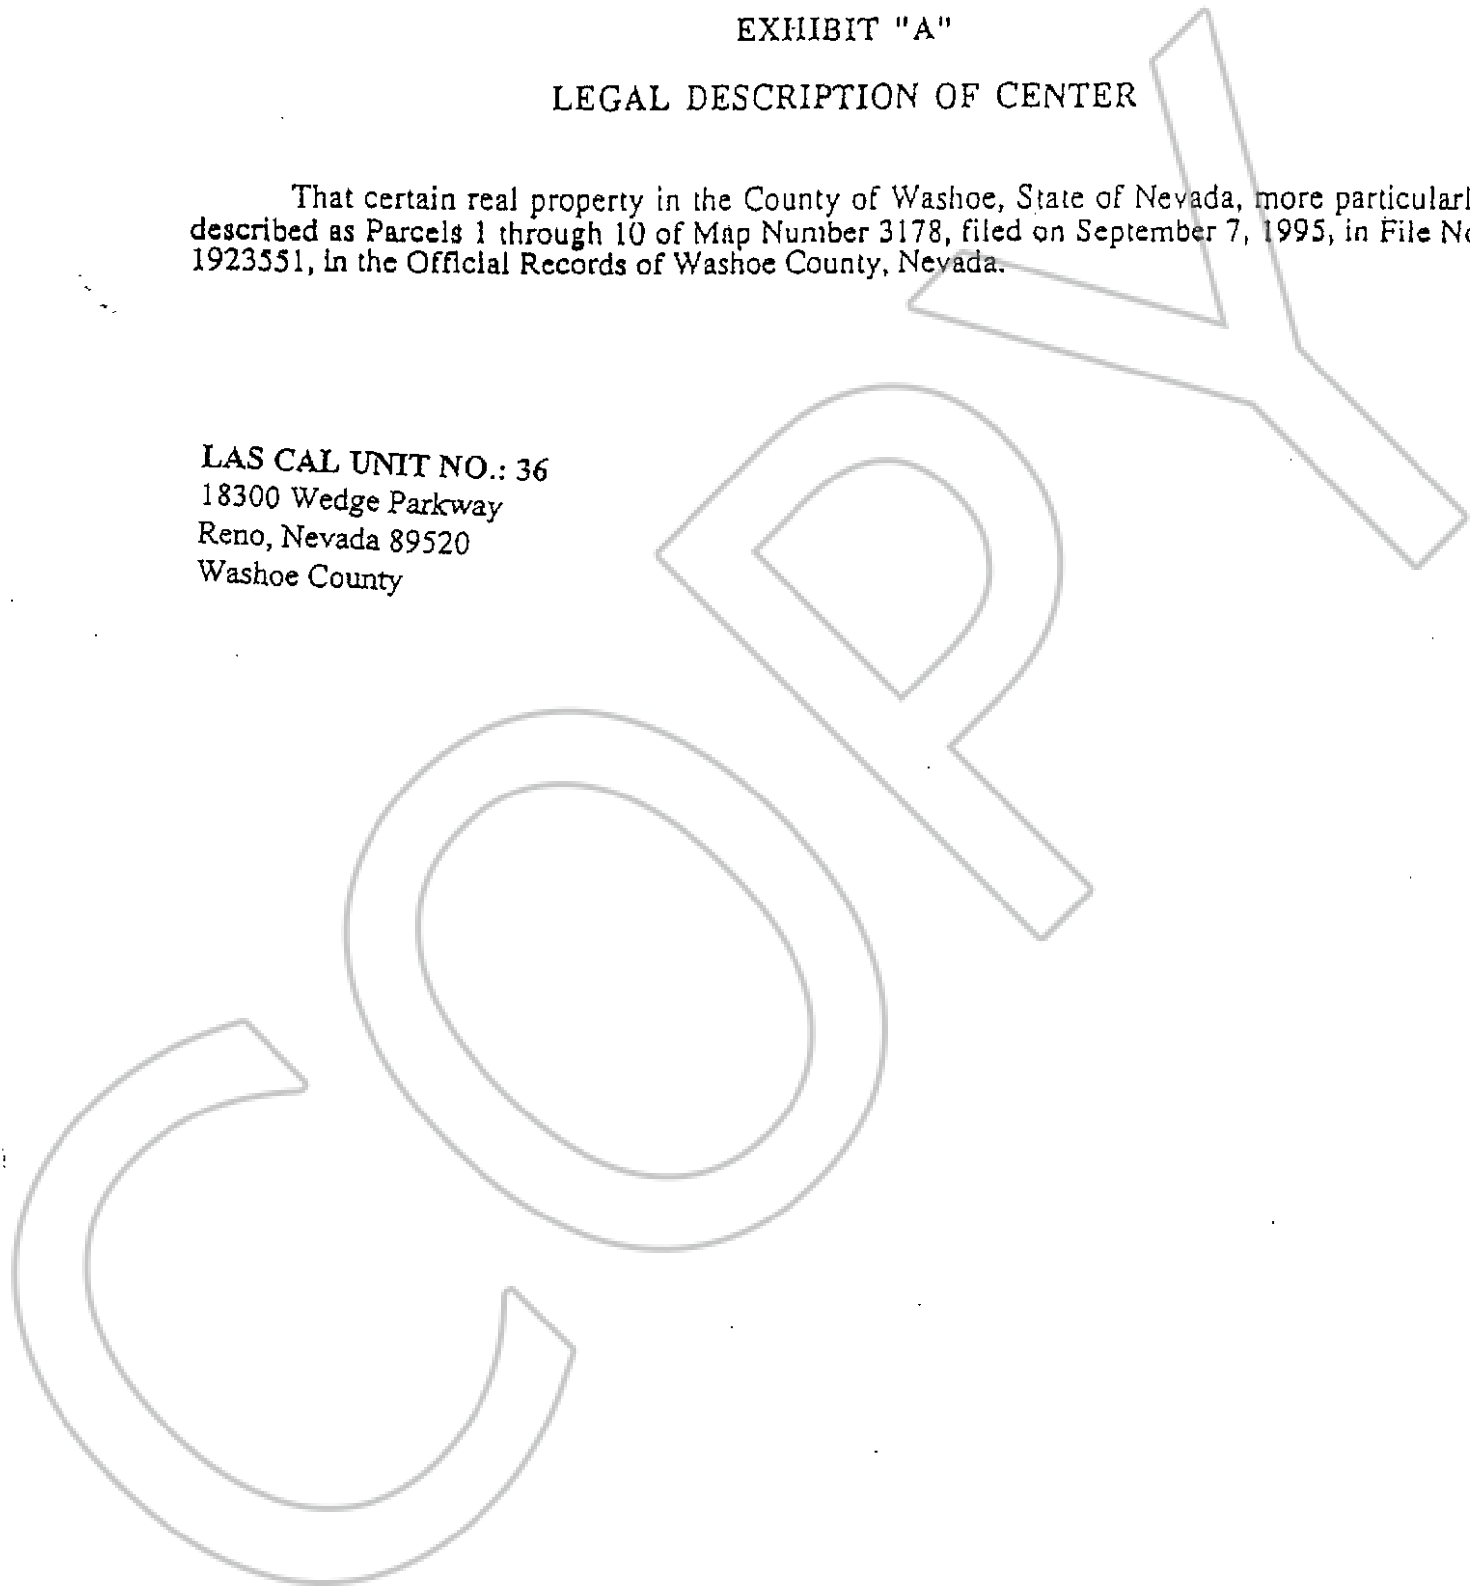 EXHIBIT "A"
LEGAL DESCRIPTION OF CENTER
That certain real property in the County of Washoe, State of Nevada, more particularl
described as Parcels 1 through 10 of Map Number 3178, filed on September 7, 1995, in File No
1923551, in the Official Records of Washoe County, Nevada.
LAS CAL UNIT NO.: 36
18300 Wedge Parkway
Reno, Nevada 89520
Washoe County
COPY